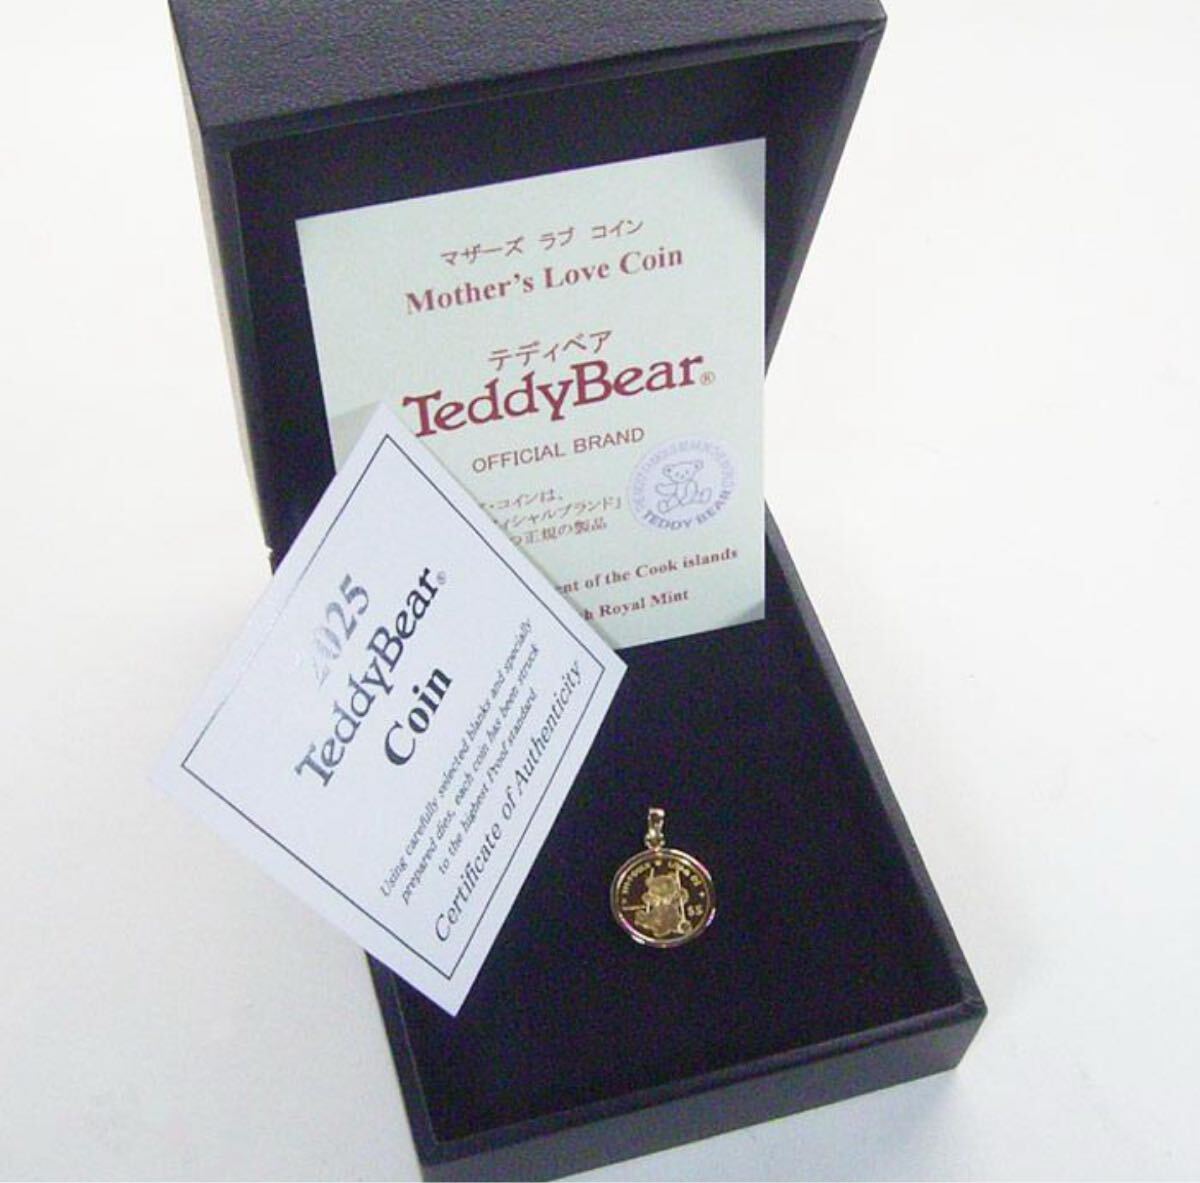 マザーズ ラブ コイン
Mother's Love Coin
テディベア
TeddyBear®
OFFICIAL BRAND
・コインは、
ィシャルブランド」
の正規の製品
TEDDY BEAR
ent of the Cook islands
h Royal Mint
2025
TeddyBear®
Coin
Using carefully selected blanks and specially
prepared dies, each coin has been struck
to the highest Proof standard
Certificate of Authenticity